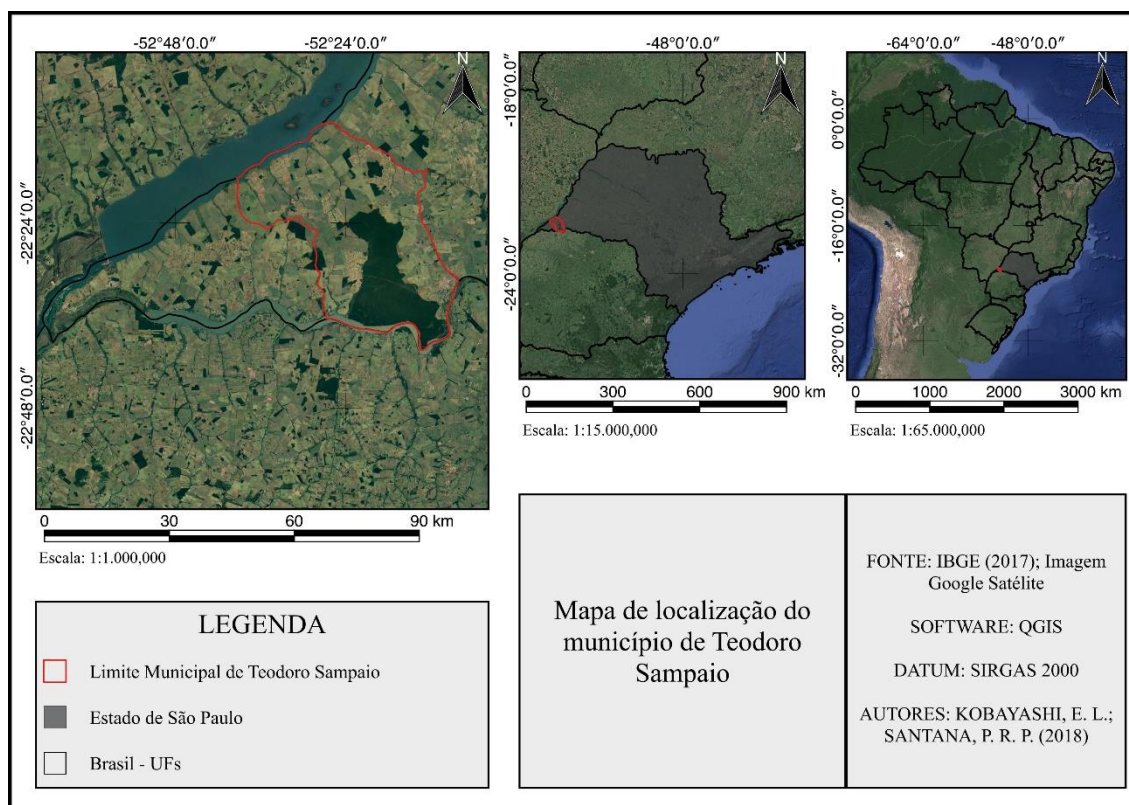 -52°48′0.0″
-52°24′0.0″
N
-22°24′0.0″
-22°48′0.0″
0
30
60
90 km
Escala: 1:1.000,000
-48°0′0.0″
N
-18°0′0.0″
-24°0′0.0″
0
300
600
900 km
Escala: 1:15.000,000
-64°0′0.0″
-48°0′0.0″
N
0°0′0.0″
-16°0′0.0″
-32°0′0.0″
0
1000
2000
3000 km
Escala: 1:65.000,000
LEGENDA
Limite Municipal de Teodoro Sampaio
Estado de São Paulo
Brasil - UFs
Mapa de localização do
município de Teodoro
Sampaio
FONTE: IBGE (2017); Imagem
Google Satélite
SOFTWARE: QGIS
DATUM: SIRGAS 2000
AUTORES: KOBAYASHI, E. L.;
SANTANA, P. R. P. (2018)